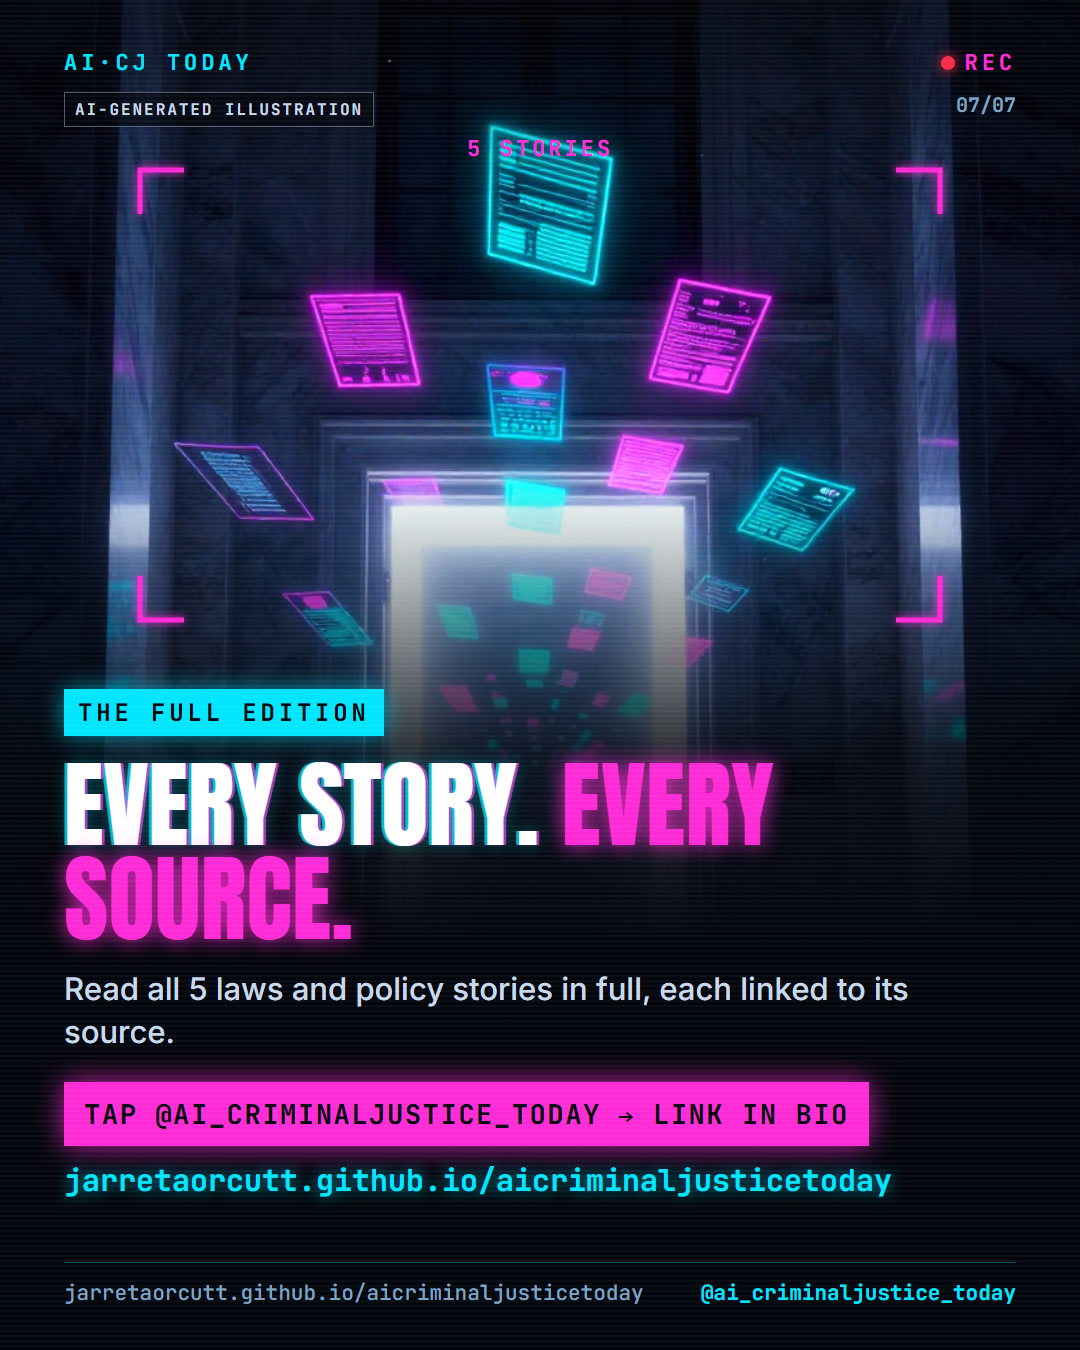 AI·CJ TODAY
REC
AI-GENERATED ILLUSTRATION
07/07
5 STORIES
THE FULL EDITION
EVERY STORY. EVERY
SOURCE.
Read all 5 laws and policy stories in full, each linked to its
source.
TAP @AI_CRIMINALJUSTICE_TODAY → LINK IN BIO
jarretaorcutt.github.io/aicriminaljusticetoday
jarretaorcutt.github.io/aicriminaljusticetoday
@ai_criminaljustice_today